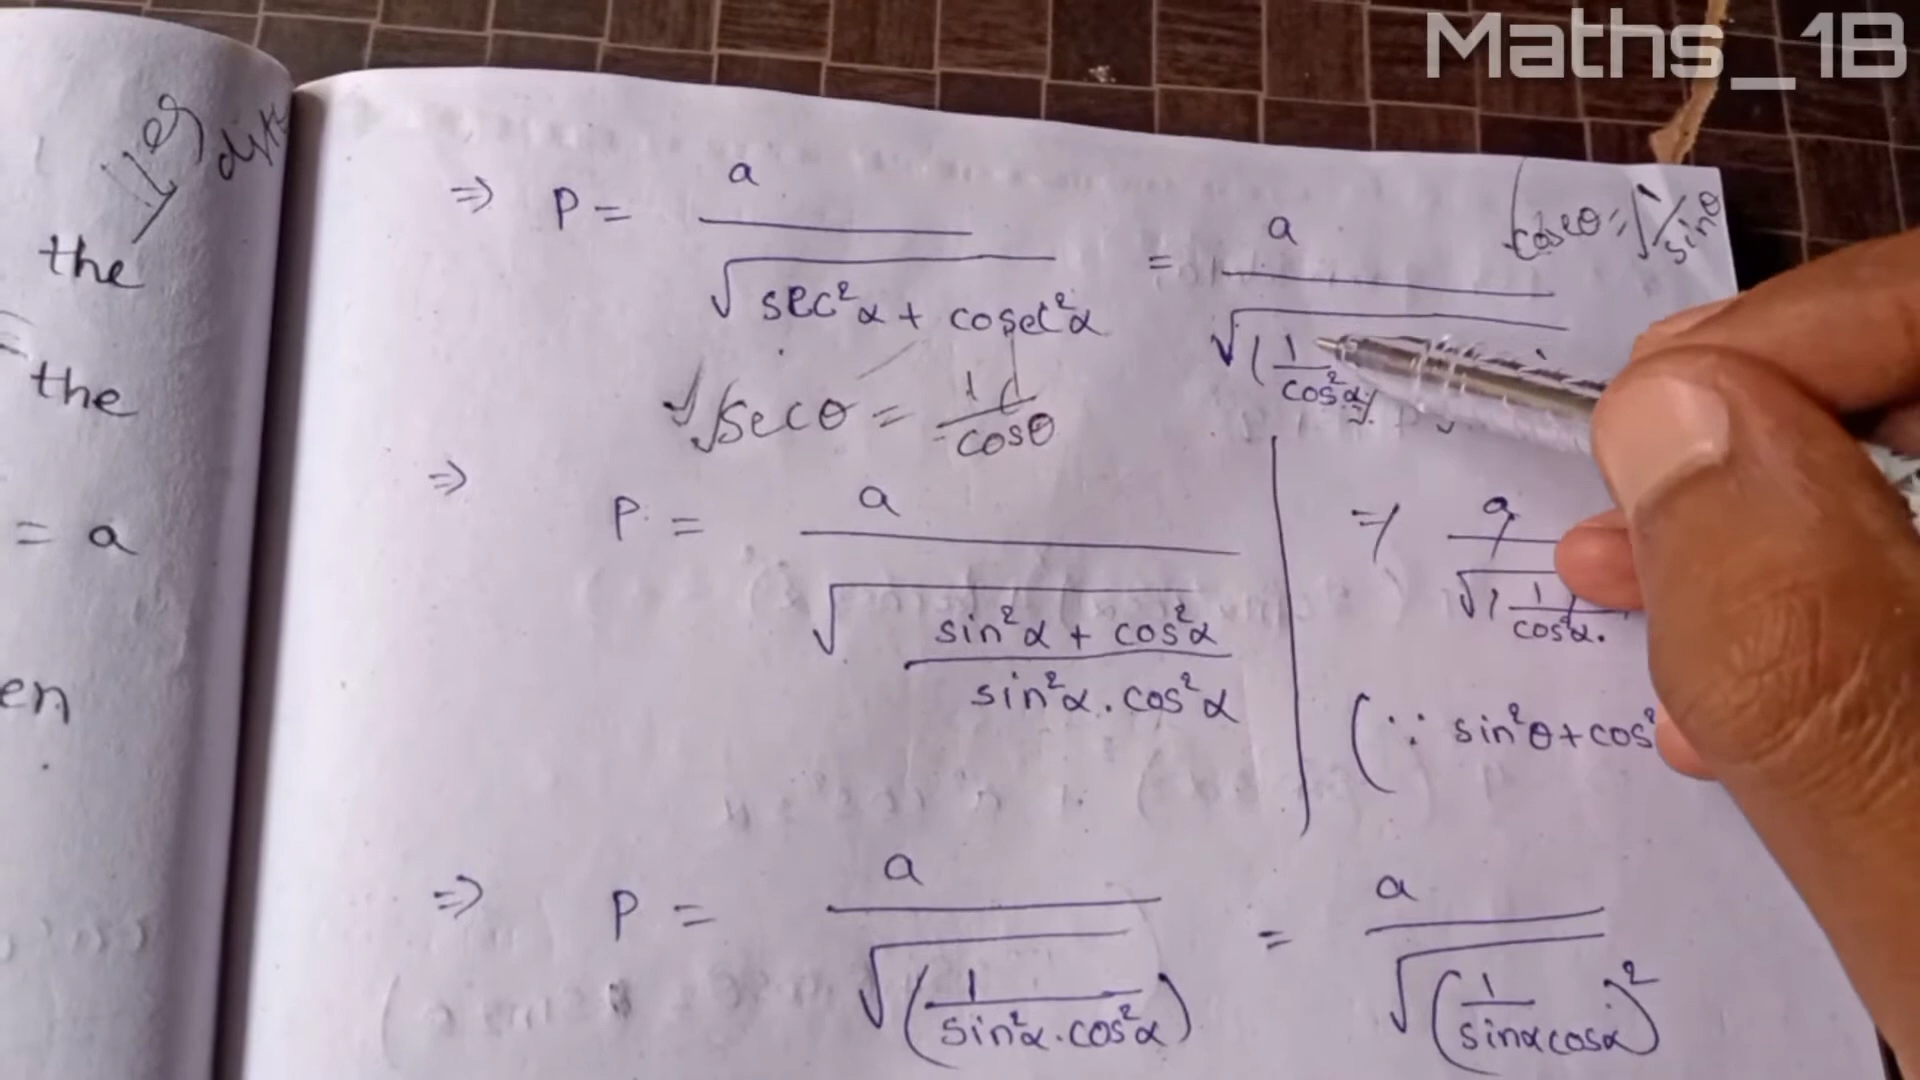 Maths_1B
the
the
= a
en
⇒ P = a / √(sec²α + cosec²α) = a / √((1/cos²α)
cosecθ = 1/sinθ
secθ = 1/cosθ
⇒ P = a / √((sin²α + cos²α)/(sin²α . cos²α))
⇒ a / √(1/cos²α .
(∵ sin²θ + cos²
⇒ P = a / √(1/(sin²α . cos²α)) = a / √((1/(sinα cosα))²)